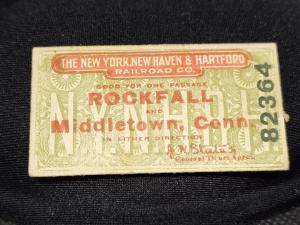 THE NEW YORK, NEW HAVEN & HARTFORD
RAILROAD CO.
GOOD FOR ONE PASSAGE
ROCKFALL
AND
Middletown, Conn.
IN EITHER DIRECTION
General Ticket Agent
82364